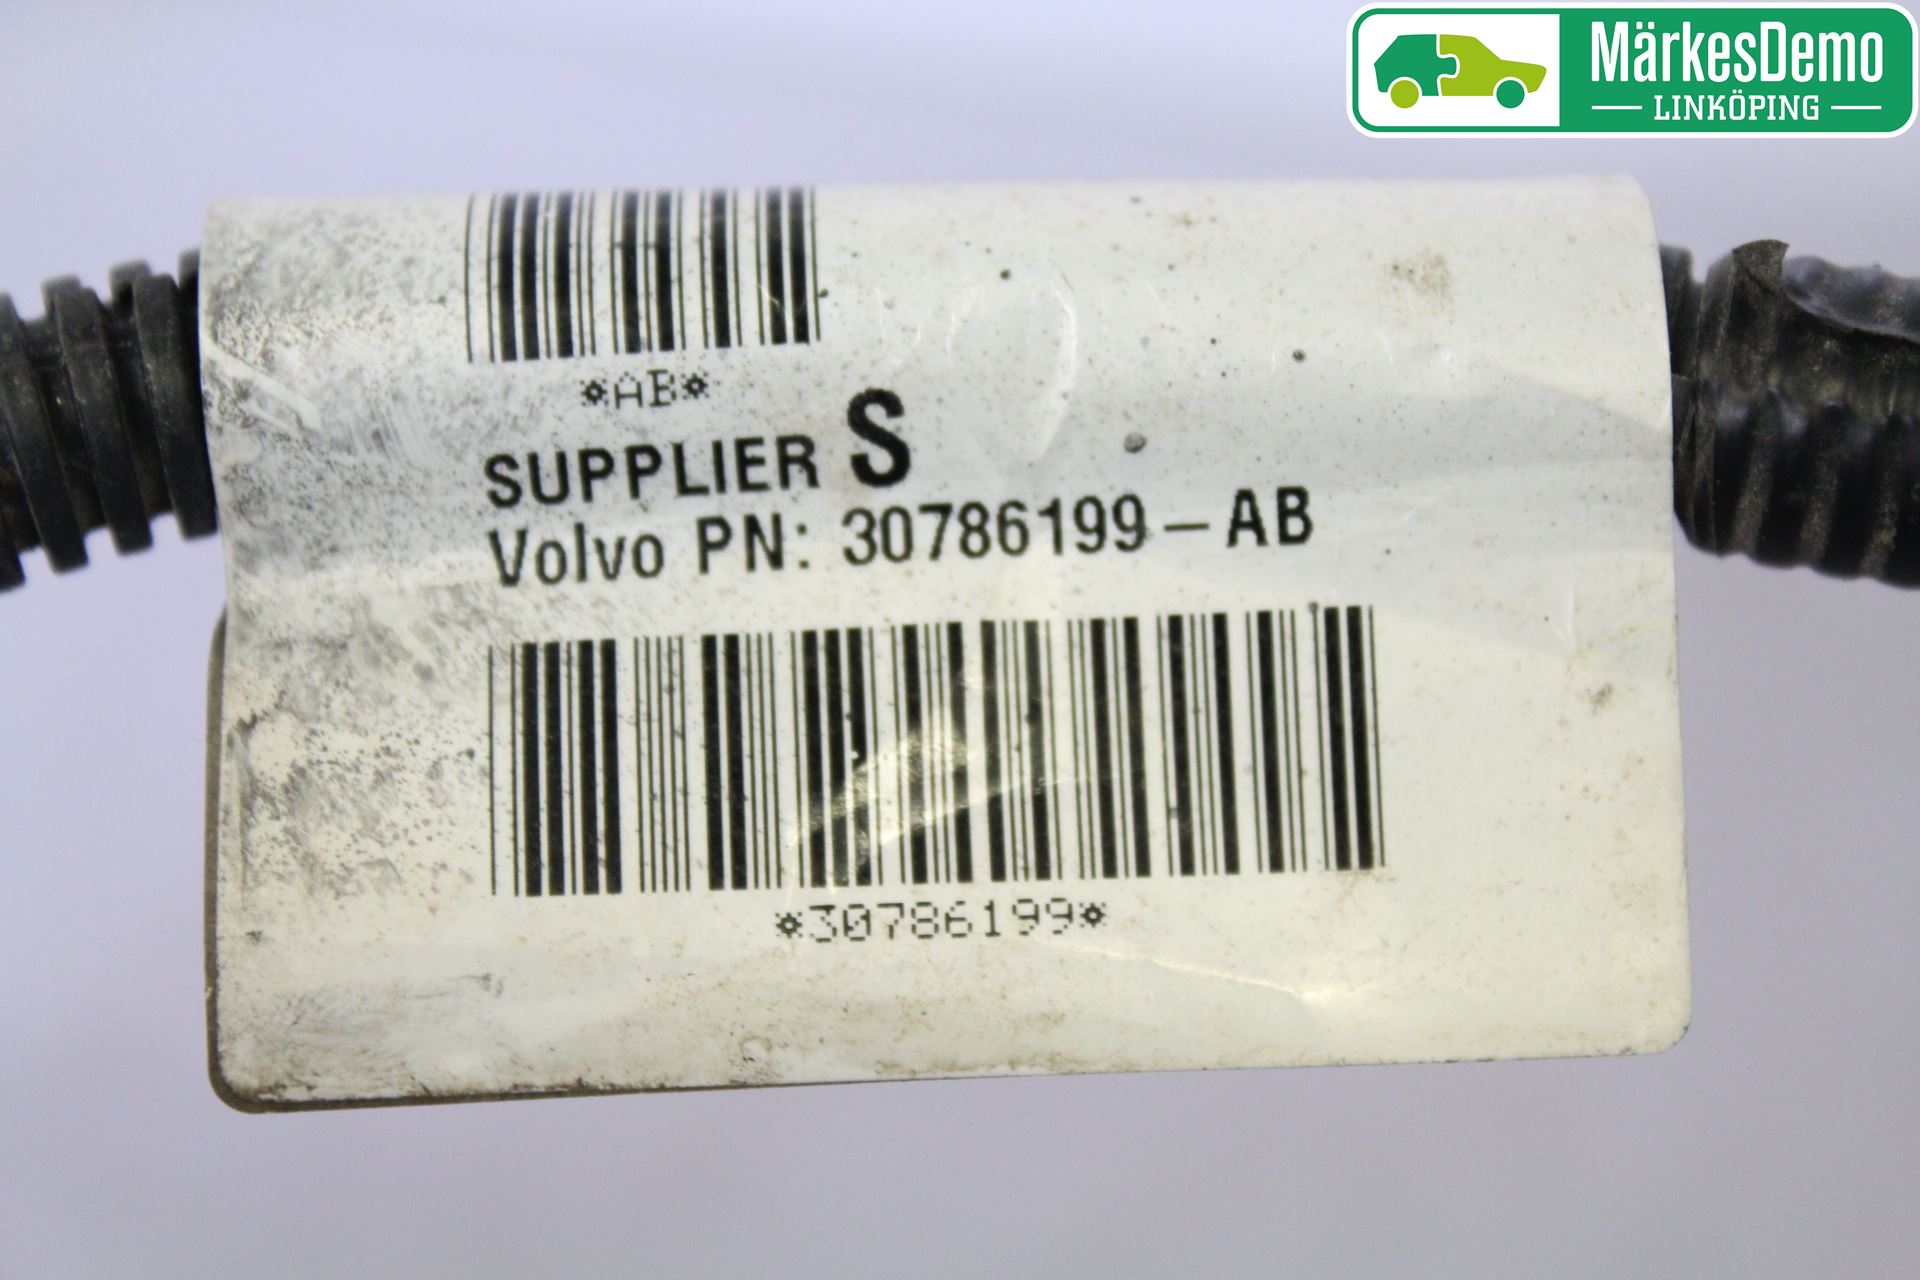 MärkesDemo
LINKÖPING
*AB*
SUPPLIER S
Volvo PN: 30786199-AB
*30786199*